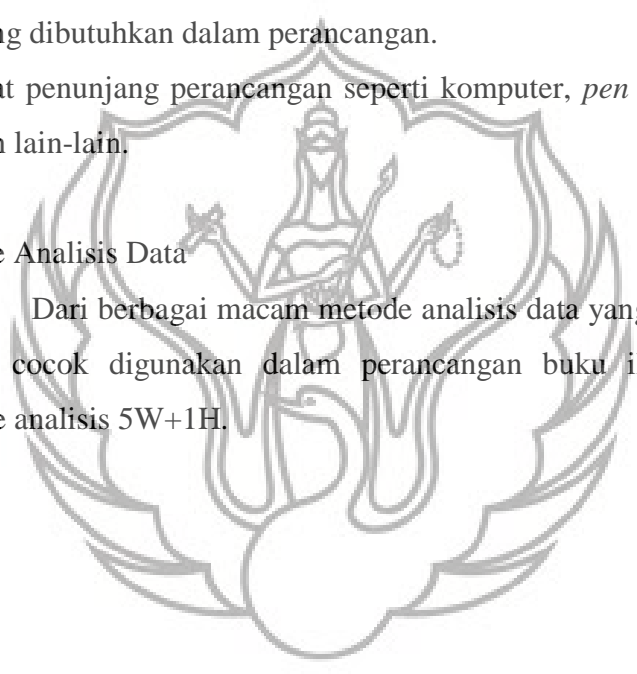 dibutuhkan dalam perancangan.
penunjang perancangan seperti komputer, pen
lain-lain.
Analisis Data
Dari berbagai macam metode analisis data yang
cocok digunakan dalam perancangan buku
analisis 5W+1H.